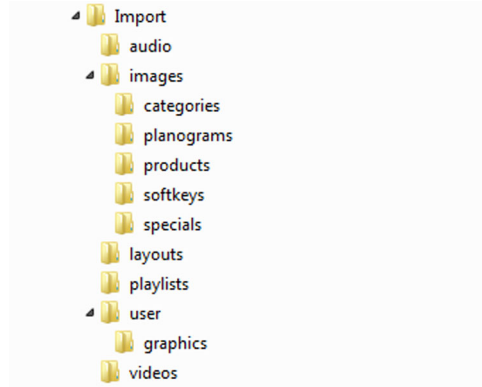 Import
audio
images
categories
planograms
products
softkeys
specials
layouts
playlists
user
graphics
videos